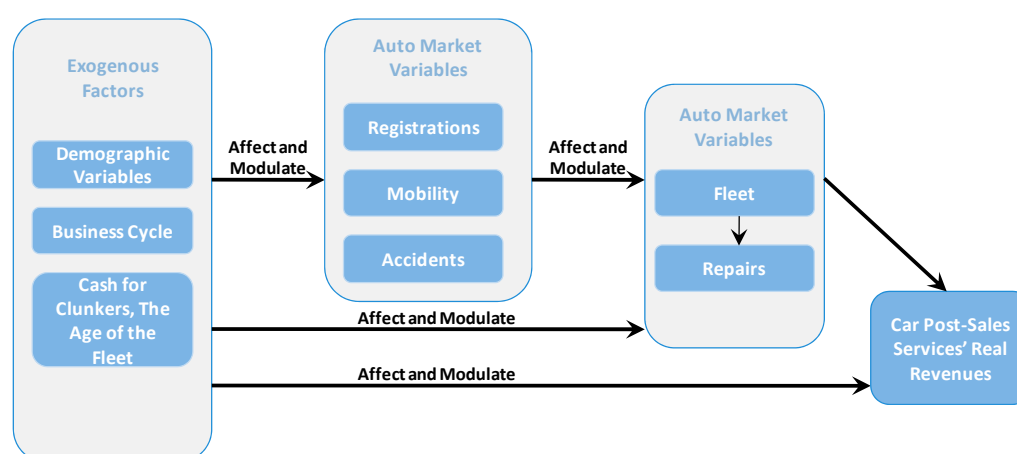 Exogenous
Factors
Demographic
Variables
Business Cycle
Cash for
Clunkers, The
Age of the
Fleet
Affect and
Modulate
Auto Market
Variables
Registrations
Mobility
Accidents
Affect and
Modulate
Auto Market
Variables
Fleet
Repairs
Affect and Modulate
Affect and Modulate
Car Post-Sales
Services’ Real
Revenues